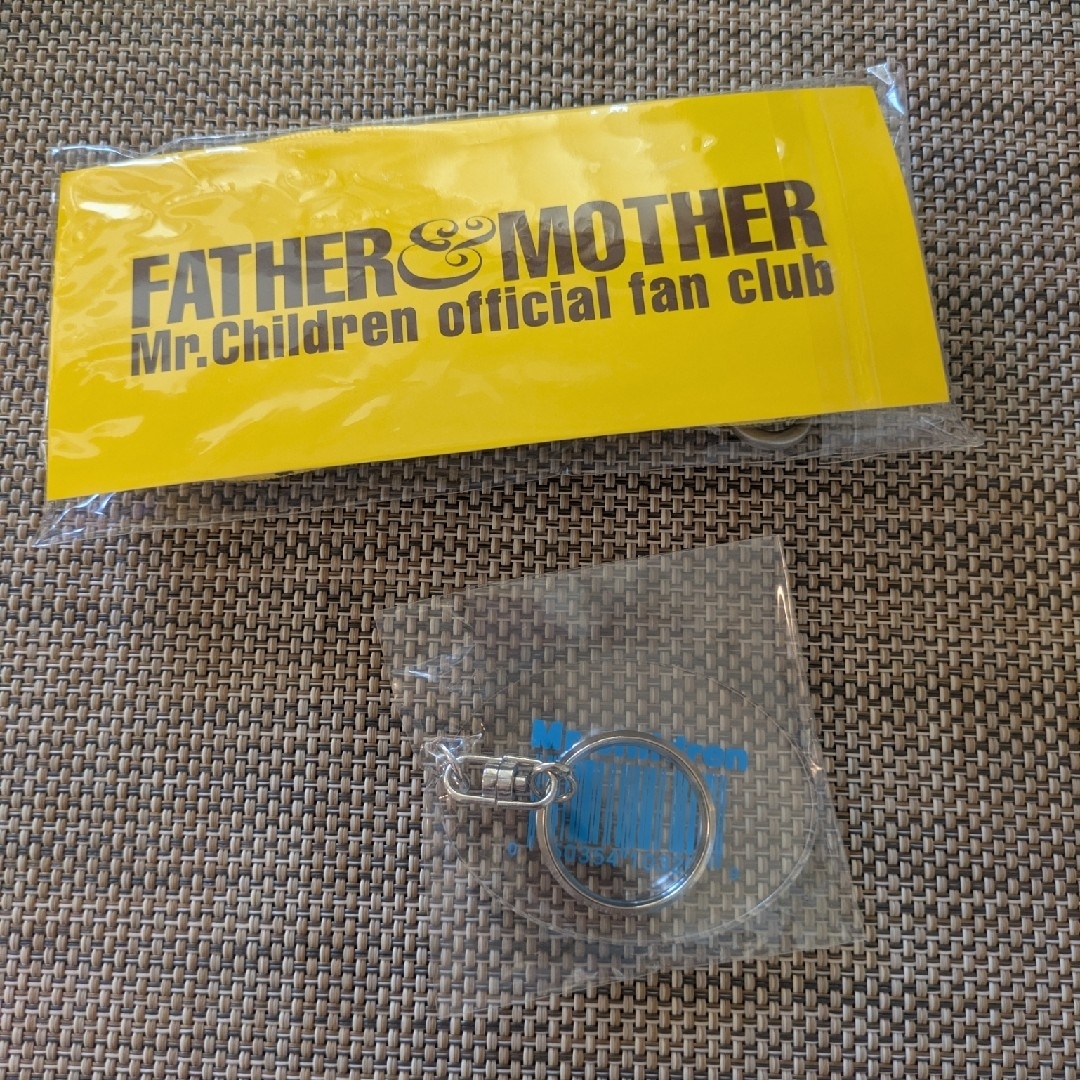 FATHER & MOTHER
Mr.Children official fan club